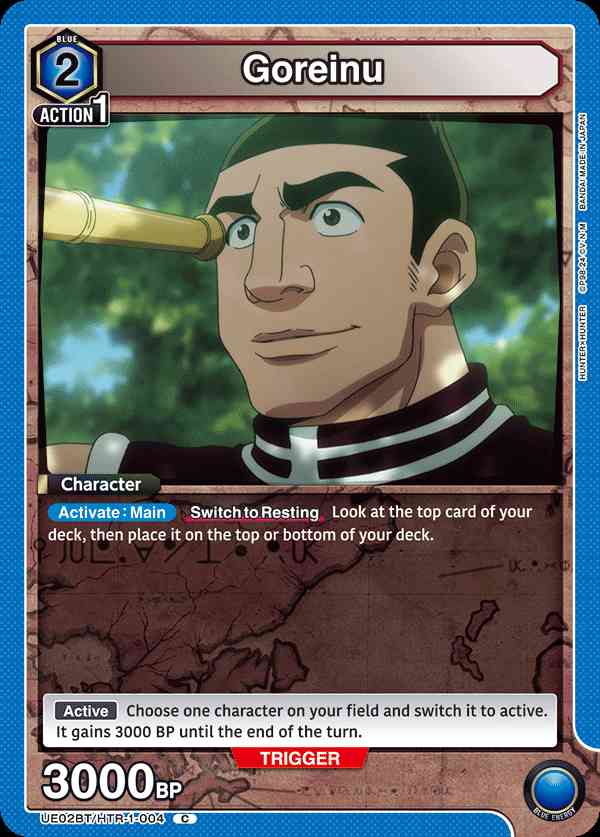 BLUE
2
Goreinu
ACTION 1
HUNTER×HUNTER ©P98-24 ©V･N･M BANDAI MADE IN JAPAN
Character
Activate: Main Switch to Resting Look at the top card of your
deck, then place it on the top or bottom of your deck.
Active Choose one character on your field and switch it to active.
It gains 3000 BP until the end of the turn.
TRIGGER
3000 BP
BLUE ENERGY
UE02BT/HTR-1-004 C